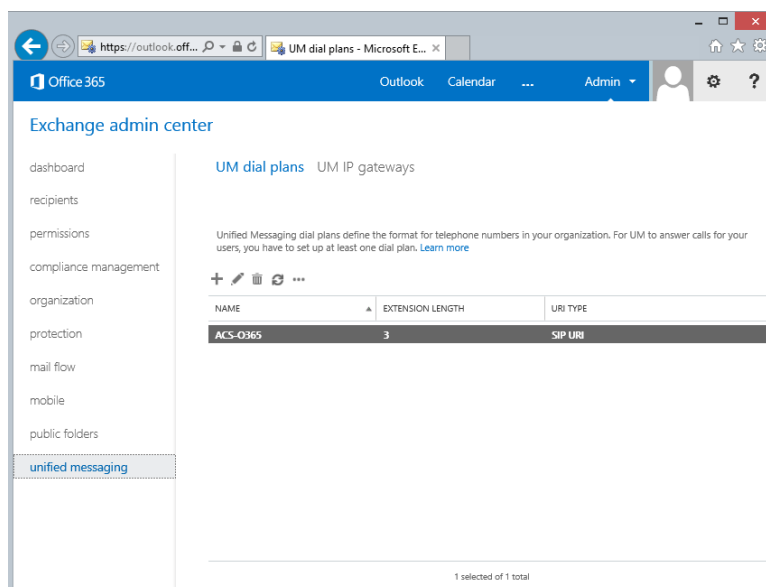 https://outlook.off...
UM dial plans - Microsoft E...
Office 365
Outlook Calendar ... Admin
?
Exchange admin center
dashboard
recipients
permissions
compliance management
organization
protection
mail flow
mobile
public folders
unified messaging
UM dial plans UM IP gateways
Unified Messaging dial plans define the format for telephone numbers in your organization. For UM to answer calls for your
users, you have to set up at least one dial plan. Learn more
NAME EXTENSION LENGTH URI TYPE
ACS-O365 3 SIP URI
1 selected of 1 total